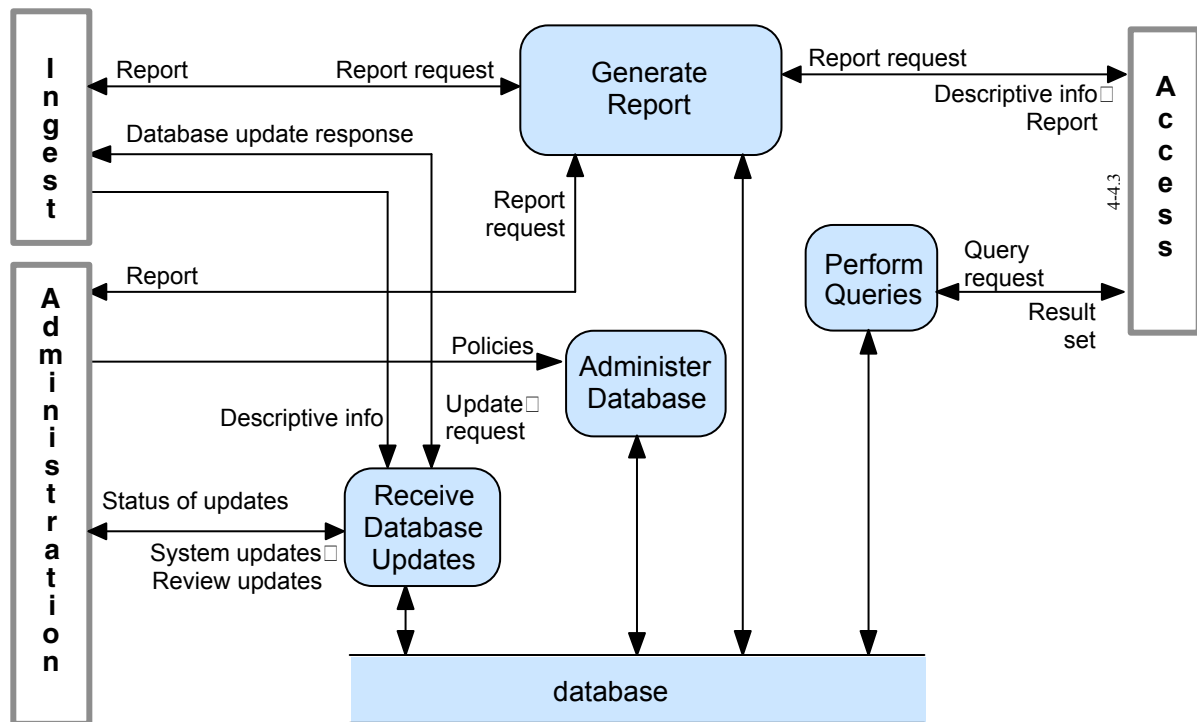 Ingest
Administration
Access
Report
Report request
Generate
Report
Report request
Descriptive info
Report
Database update response
Report
request
4-4.3
Report
Perform
Queries
Query
request
Result
set
Policies
Administer
Database
Descriptive info
Update
request
Status of updates
System updates
Review updates
Receive
Database
Updates
database